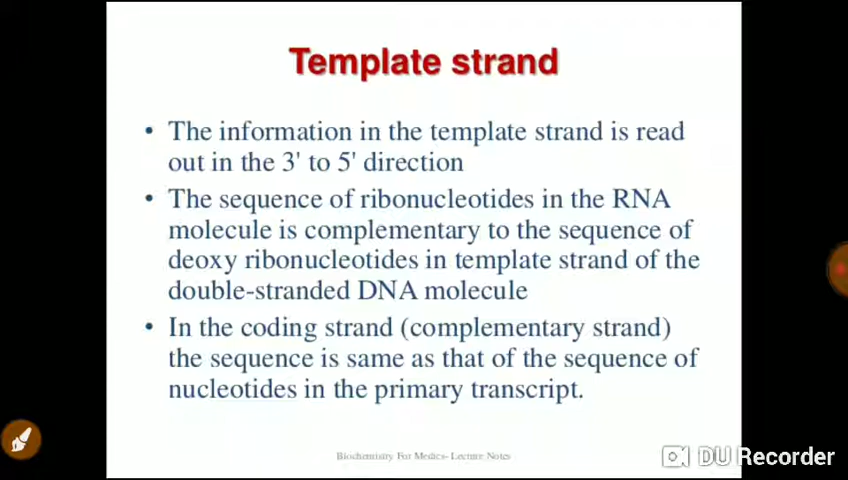 Template strand
• The information in the template strand is read
out in the 3' to 5' direction
• The sequence of ribonucleotides in the RNA
molecule is complementary to the sequence of
deoxy ribonucleotides in template strand of the
double-stranded DNA molecule
• In the coding strand (complementary strand)
the sequence is same as that of the sequence of
nucleotides in the primary transcript.
Biochemistry For Medics- Lecture Notes
DU Recorder